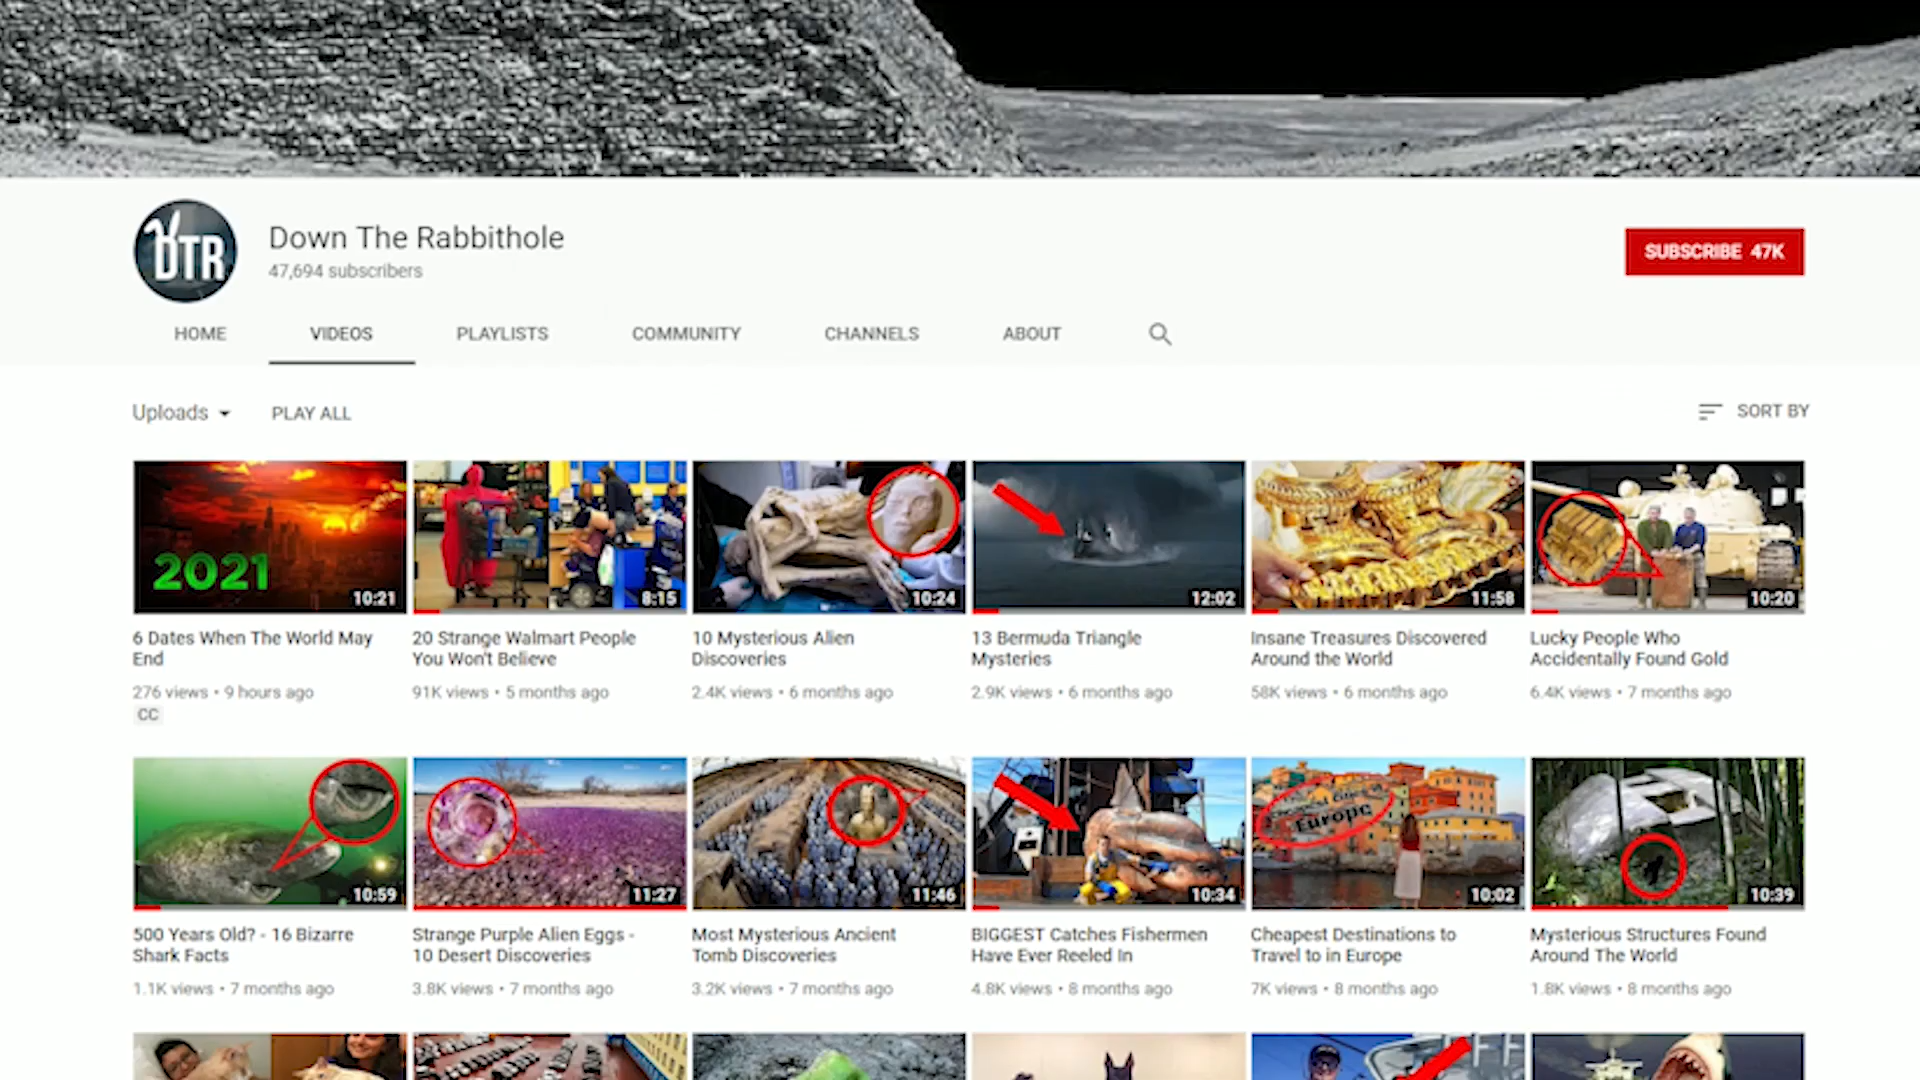 DTR
Down The Rabbithole
47,694 subscribers
SUBSCRIBE 47K
HOME
VIDEOS
PLAYLISTS
COMMUNITY
CHANNELS
ABOUT
Uploads
PLAY ALL
SORT BY
2021
10:21
8:15
10:24
12:02
11:58
10:20
6 Dates When The World May
End
276 views • 9 hours ago
CC
20 Strange Walmart People
You Won't Believe
91K views • 5 months ago
10 Mysterious Alien
Discoveries
2.4K views • 6 months ago
13 Bermuda Triangle
Mysteries
2.9K views • 6 months ago
Insane Treasures Discovered
Around the World
58K views • 6 months ago
Lucky People Who
Accidentally Found Gold
6.4K views • 7 months ago
10:59
11:27
11:46
10:34
Europe
10:02
10:39
500 Years Old? - 16 Bizarre
Shark Facts
1.1K views • 7 months ago
Strange Purple Alien Eggs -
10 Desert Discoveries
3.8K views • 7 months ago
Most Mysterious Ancient
Tomb Discoveries
3.2K views • 7 months ago
BIGGEST Catches Fishermen
Have Ever Reeled In
4.8K views • 8 months ago
Cheapest Destinations to
Travel to in Europe
7K views • 8 months ago
Mysterious Structures Found
Around The World
1.8K views • 8 months ago